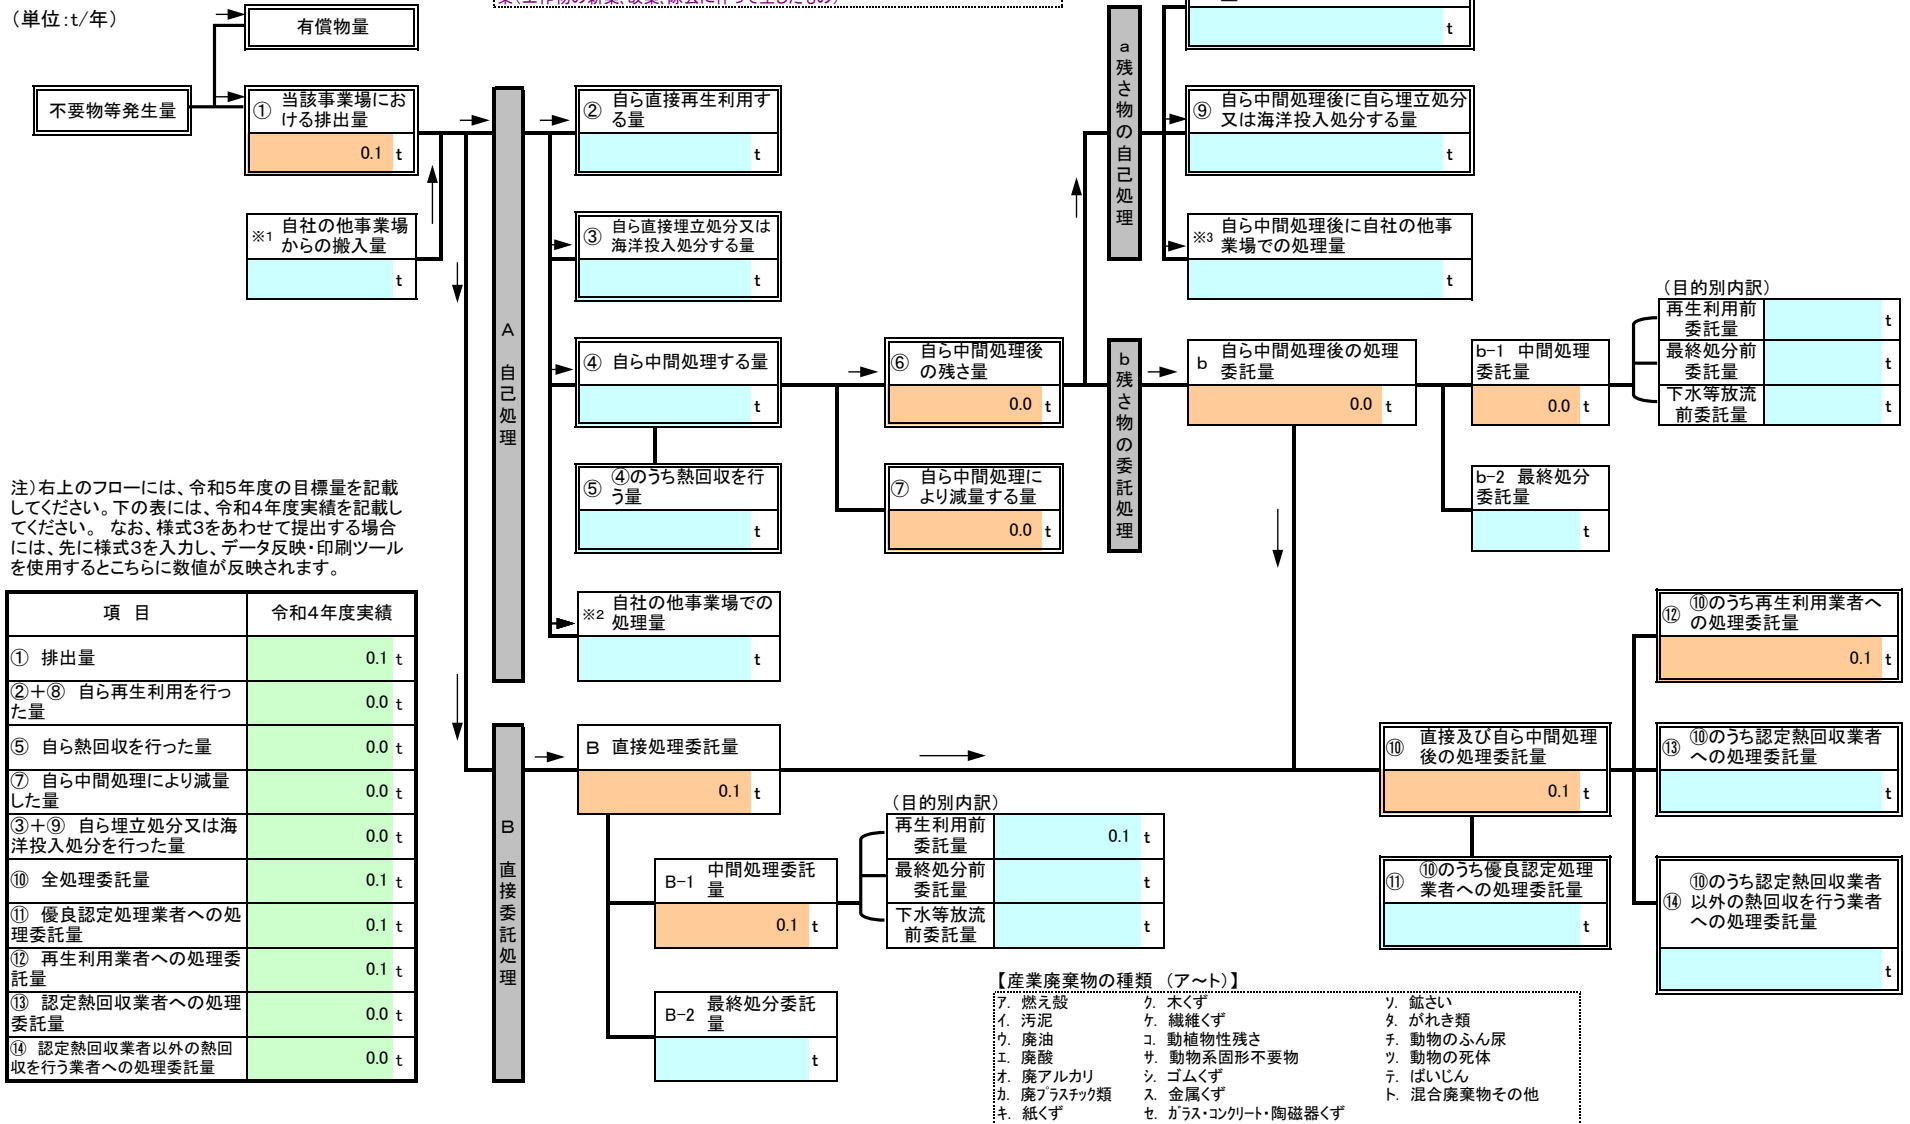 （単位：t/年）
有償物量
t
不要物等発生量
① 当該事業場にお
ける排出量
0.1 t
② 自ら直接再生利用す
る量
t
⑨ 自ら中間処理後に自ら埋立処分
又は海洋投入処分する量
t
a
残さ物の自己処理
※1 自社の他事業場
からの搬入量
t
③ 自ら直接埋立処分又は
海洋投入処分する量
t
※3 自ら中間処理後に自社の他事
業場での処理量
t
A 自己処理
④ 自ら中間処理する量
t
⑥ 自ら中間処理後
の残さ量
0.0 t
b
残さ物の委託処理
b 自ら中間処理後の処理
委託量
0.0 t
b-1 中間処理
委託量
0.0 t
（目的別内訳）
再生利用前
委託量
t
最終処分前
委託量
t
下水等放流
前委託量
t
⑤ ④のうち熱回収を行
う量
t
⑦ 自ら中間処理に
より減量する量
0.0 t
b-2 最終処分
委託量
t
注）右上のフローには、令和5年度の目標量を記載
してください。下の表には、令和4年度実績を記載し
てください。 なお、様式3をあわせて提出する場合
には、先に様式3を入力し、データ反映・印刷ツール
を使用するとこちらに数値が反映されます。
※2 自社の他事業場での
処理量
t
項 目 令和4年度実績
① 排出量 0.1 t
②＋⑧ 自ら再生利用を行っ
た量 0.0 t
⑤ 自ら熱回収を行った量 0.0 t
⑦ 自ら中間処理により減量
した量 0.0 t
③＋⑨ 自ら埋立処分又は海
洋投入処分を行った量 0.0 t
⑩ 全処理委託量 0.1 t
⑪ 優良認定処理業者への処
理委託量 0.1 t
⑫ 再生利用業者への処理委
託量 0.1 t
⑬ 認定熱回収業者への処理
委託量 0.0 t
⑭ 認定熱回収業者以外の熱回
収を行う業者への処理委託量 0.0 t
B 直接委託処理
B 直接処理委託量
0.1 t
B-1 中間処理委託
量
0.1 t
（目的別内訳）
再生利用前
委託量
0.1 t
最終処分前
委託量
t
下水等放流
前委託量
t
B-2 最終処分委託
量
t
⑩ 直接及び自ら中間処理
後の処理委託量
0.1 t
⑪ ⑩のうち優良認定処理
業者への処理委託量
t
⑫ ⑩のうち再生利用業者へ
の処理委託量
0.1 t
⑬ ⑩のうち認定熱回収業者
への処理委託量
t
⑭ ⑩のうち認定熱回収業者
以外の熱回収を行う業者
への処理委託量
t
【産業廃棄物の種類 （ア～ト）】
ア. 燃え殻 ク. 木くず ソ. 鉱さい
イ. 汚泥 ケ. 繊維くず タ. がれき類
ウ. 廃油 コ. 動植物性残さ チ. 動物のふん尿
エ. 廃酸 サ. 動物系固形不要物 ツ. 動物の死体
オ. 廃アルカリ シ. ゴムくず テ. ばいじん
カ. 廃プラスチック類 ス. 金属くず ト. 混合廃棄物その他
キ. 紙くず セ. ガラス・コンクリート・陶磁器くず